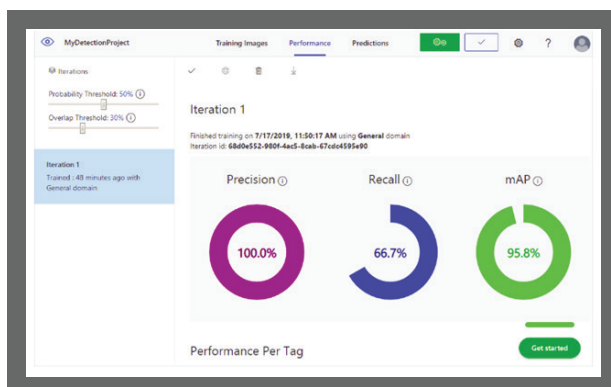 MyDetectionProject
Training Images
Performance
Predictions
?
Iterations
Probability Threshold: 50%
Overlap Threshold: 30%
Iteration 1
Trained : 48 minutes ago with
General domain
Iteration 1
Finished training on 7/17/2019, 11:50:17 AM using General domain
Iteration id: 68d0e552-980f-4ac5-8cab-67cdc4595e90
Precision
Recall
mAP
100.0%
66.7%
95.8%
Performance Per Tag
Get started